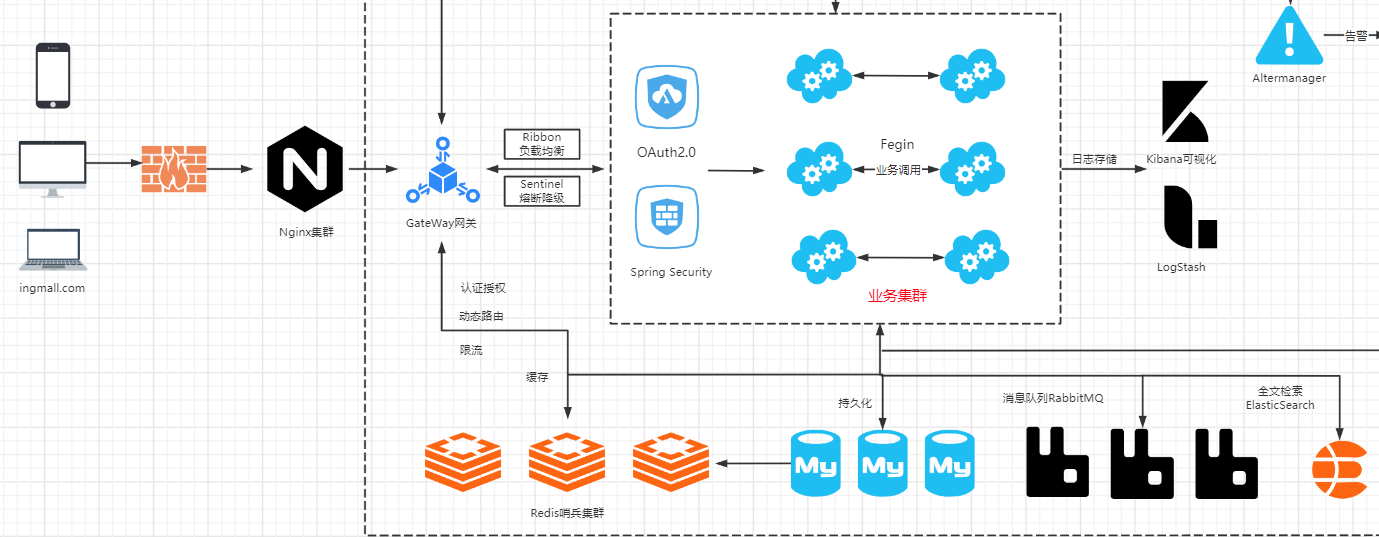 告警
Altermanager
Ribbon
负载均衡
Sentinel
熔断降级
OAuth2.0
Spring Security
Fegin
业务调用
业务集群
日志存储
Kibana可视化
LogStash
N
Nginx集群
GateWay网关
ingmall.com
认证授权
动态路由
限流
缓存
持久化
消息队列RabbitMQ
全文检索
ElasticSearch
My
My
My
Redis哨兵集群